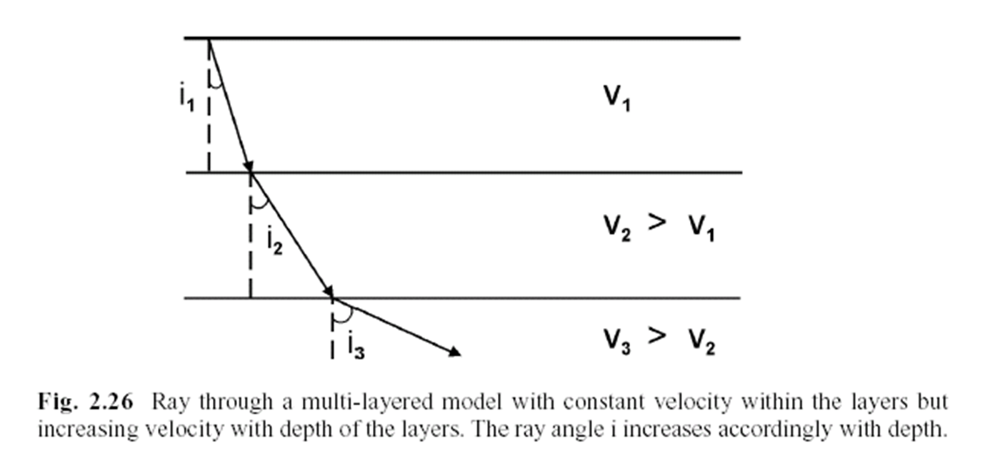 i₁
V₁
i₂
V₂ > V₁
i₃
V₃ > V₂
Fig. 2.26 Ray through a multi-layered model with constant velocity within the layers but
increasing velocity with depth of the layers. The ray angle i increases accordingly with depth.